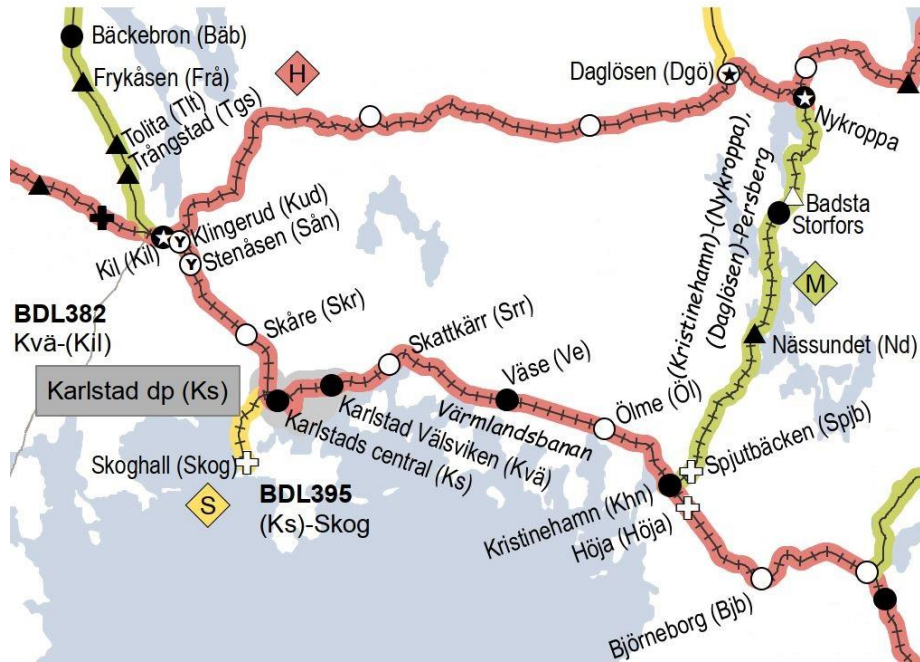 Bäckebron (Bäb)
Frykåsen (Frå)
Tolita (Tlt)
Trångstad (Tgs)
H
Daglösen (Dgö)
Nykroppa
Kil (Kil)
Y
Klingerud (Kud)
Y
Stenåsen (Sån)
(Kristinehamn)-(Nykroppa),
(Daglösen)-Persberg
Badsta
Storfors
M
BDL382
Kvä-(Kil)
Skåre (Skr)
Skattkärr (Srr)
Nässundet (Nd)
Karlstad dp (Ks)
Väse (Ve)
Värmlandsbanan
Ölme (Öl)
Karlstad Välsviken (Kvä)
Karlstads central (Ks)
Skoghall (Skog)
Spjutbäcken (Spjb)
S
BDL395
(Ks)-Skog
Kristinehamn (Khn)
Höja (Höja)
Björneborg (Bjb)